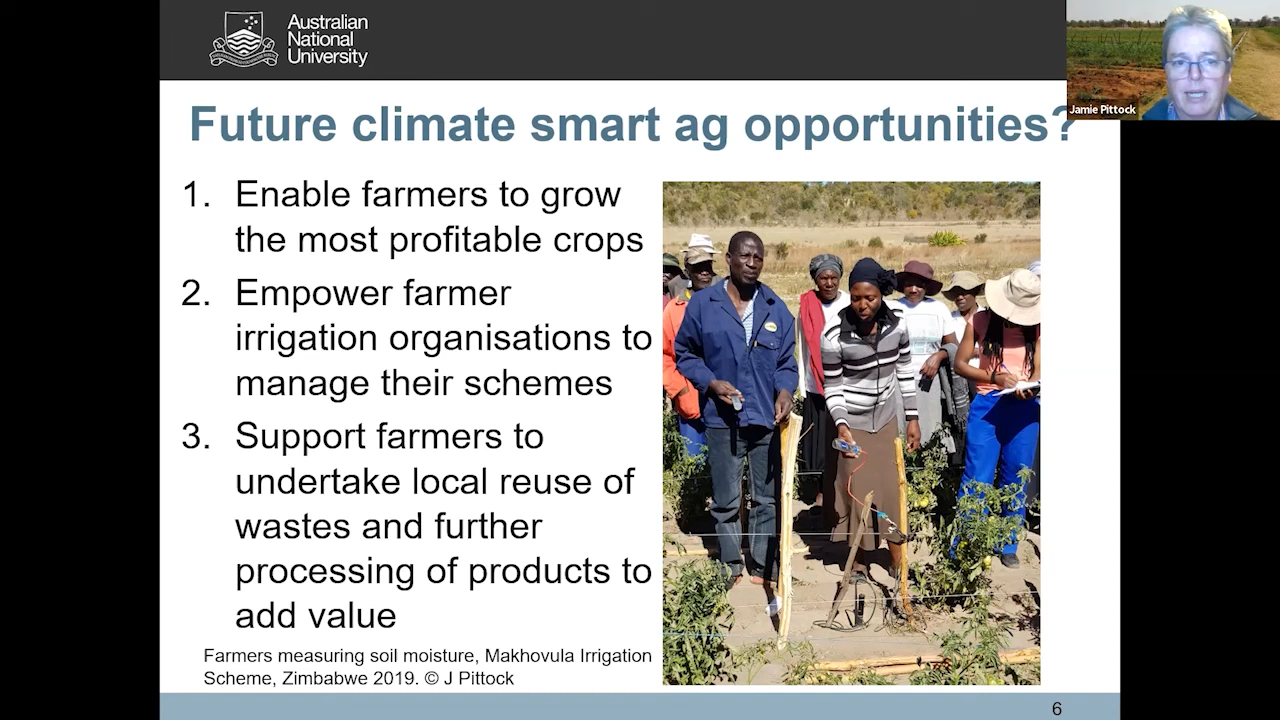 Australian
National
University
Jamie Pittock
Future climate smart ag opportunities?
1. Enable farmers to grow
the most profitable crops
2. Empower farmer
irrigation organisations to
manage their schemes
3. Support farmers to
undertake local reuse of
wastes and further
processing of products to
add value
Farmers measuring soil moisture, Makhovula Irrigation
Scheme, Zimbabwe 2019. © J Pittock
6